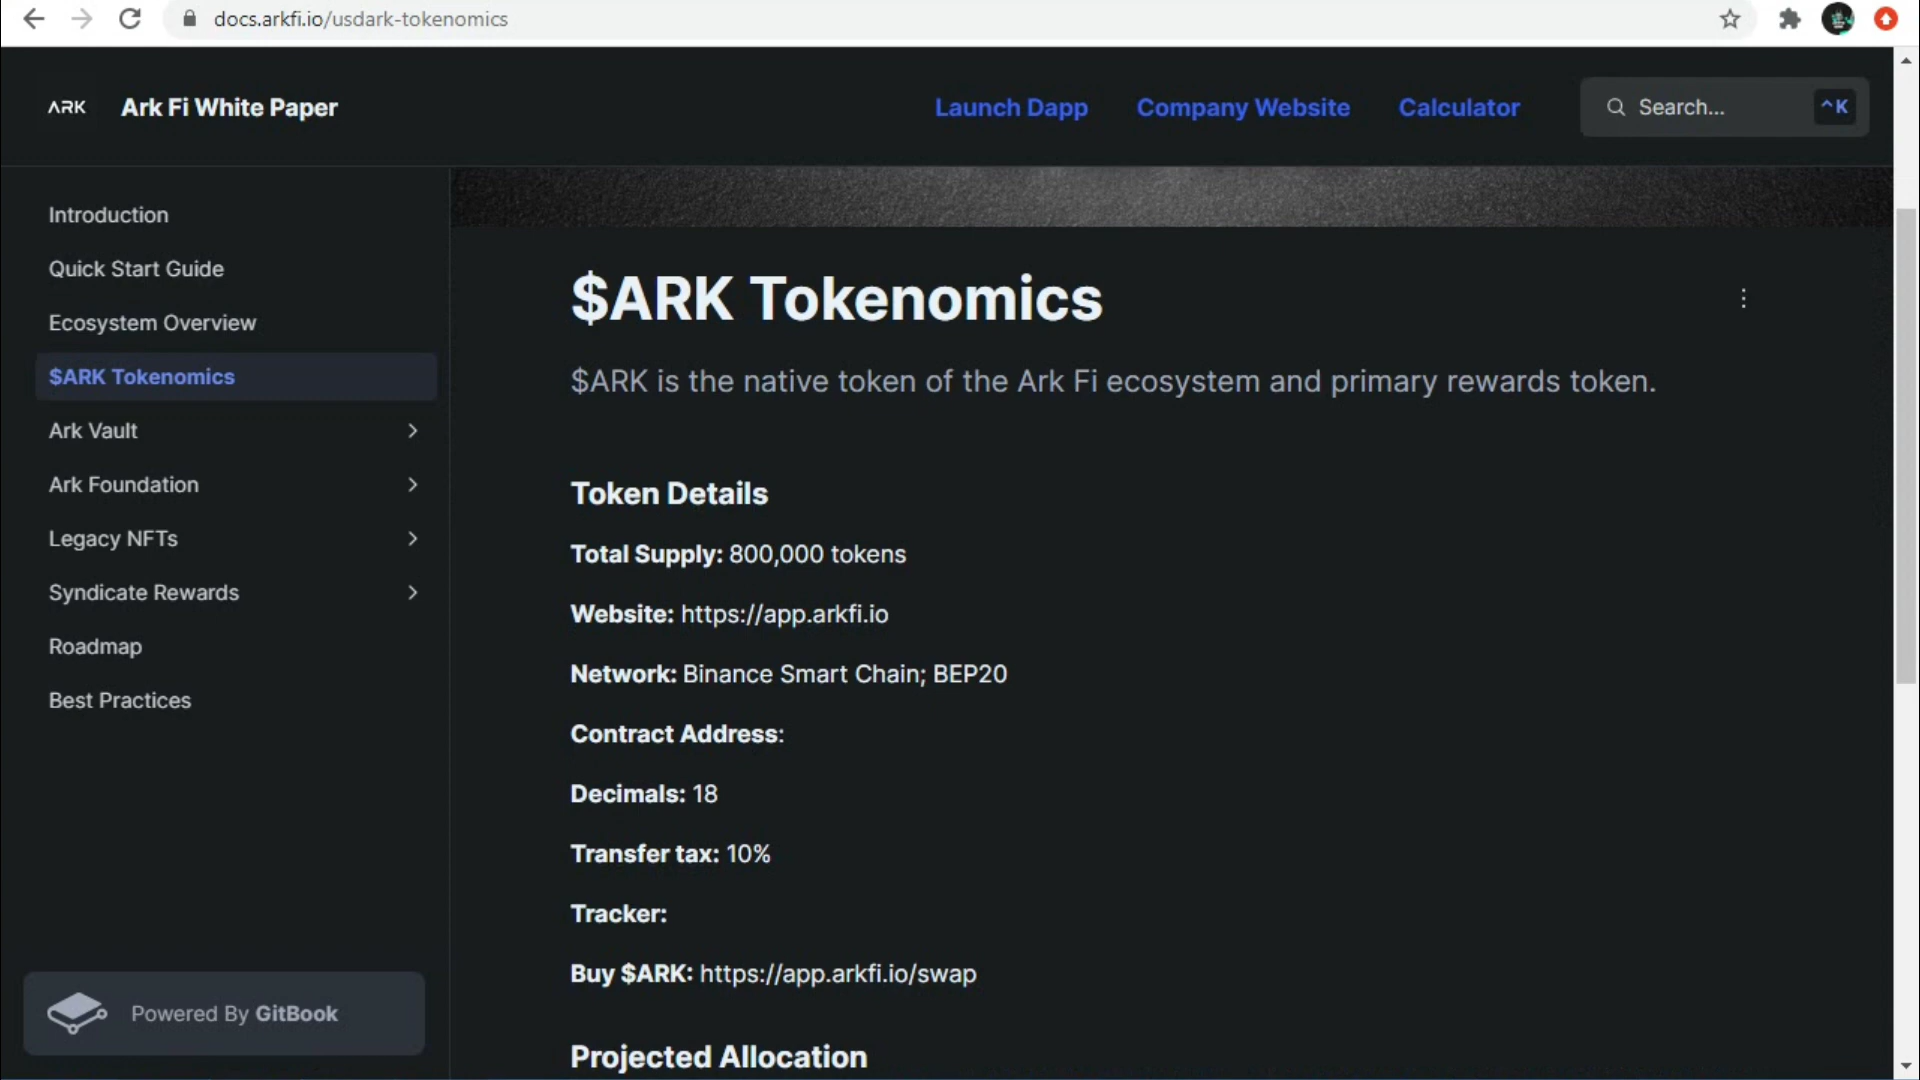 docs.arkfi.io/usdark-tokenomics
ARK
Ark Fi White Paper
Launch Dapp
Company Website
Calculator
Search...
^K
Introduction
Quick Start Guide
Ecosystem Overview
$ARK Tokenomics
Ark Vault
Ark Foundation
Legacy NFTs
Syndicate Rewards
Roadmap
Best Practices
Powered By GitBook
$ARK Tokenomics
$ARK is the native token of the Ark Fi ecosystem and primary rewards token.
Token Details
Total Supply: 800,000 tokens
Website: https://app.arkfi.io
Network: Binance Smart Chain; BEP20
Contract Address:
Decimals: 18
Transfer tax: 10%
Tracker:
Buy $ARK: https://app.arkfi.io/swap
Projected Allocation